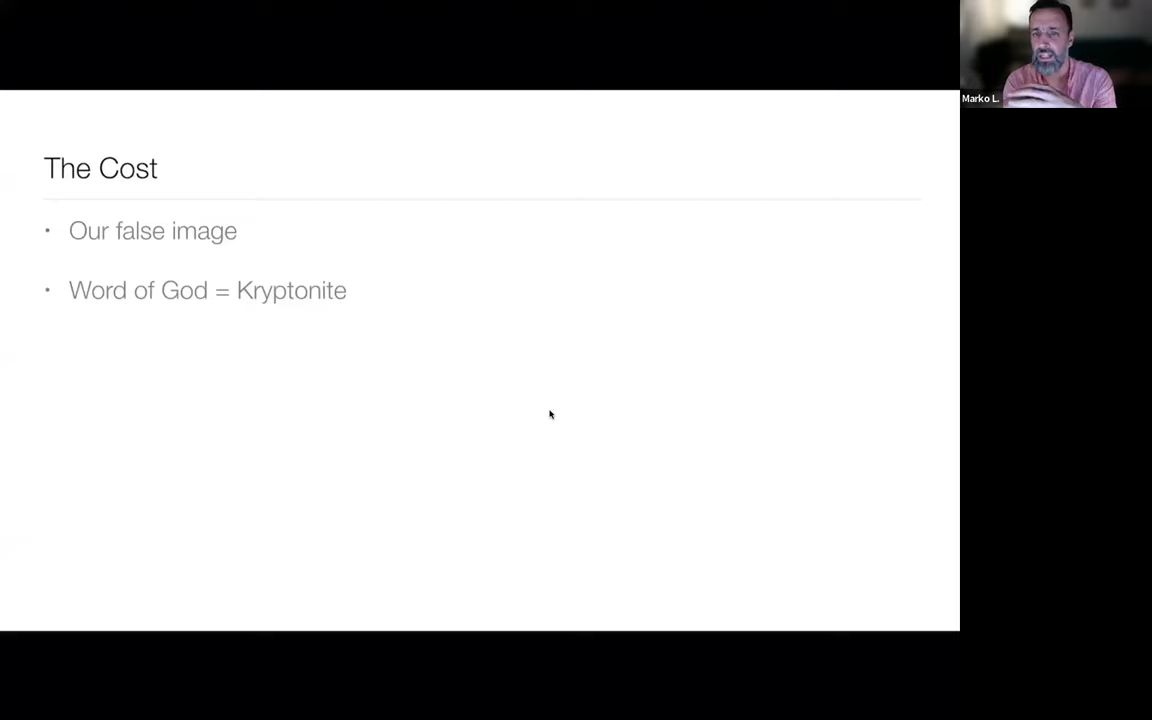 Marko L.
The Cost
• Our false image
• Word of God = Kryptonite